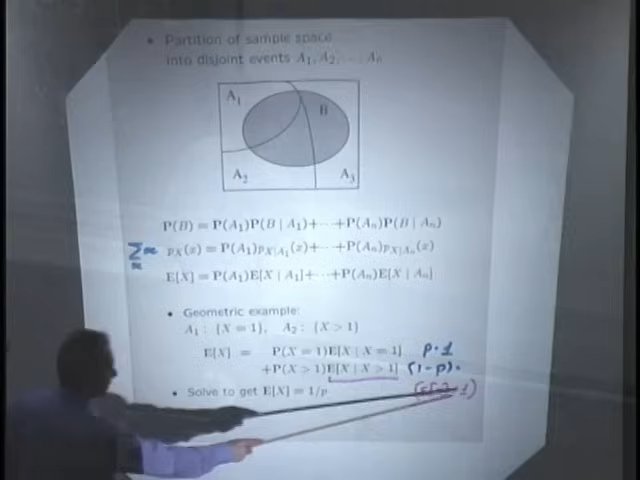 • Partition of sample space
into disjoint events A₁, A₂, ..., Aₙ
A₁
B
A₂
A₃
P(B) = P(A₁)P(B | A₁)+···+P(Aₙ)P(B | Aₙ)
∑ₓ x pX(x) = P(A₁)pX|A₁(x)+···+P(Aₙ)pX|Aₙ(x)
E[X] = P(A₁)E[X | A₁]+···+P(Aₙ)E[X | Aₙ]
• Geometric example:
A₁ : {X = 1}, A₂ : {X > 1}
E[X] = P(X = 1)E[X | X = 1] p·1
+P(X > 1)E[X | X > 1] (1-p)·
• Solve to get E[X] = 1/p
1)